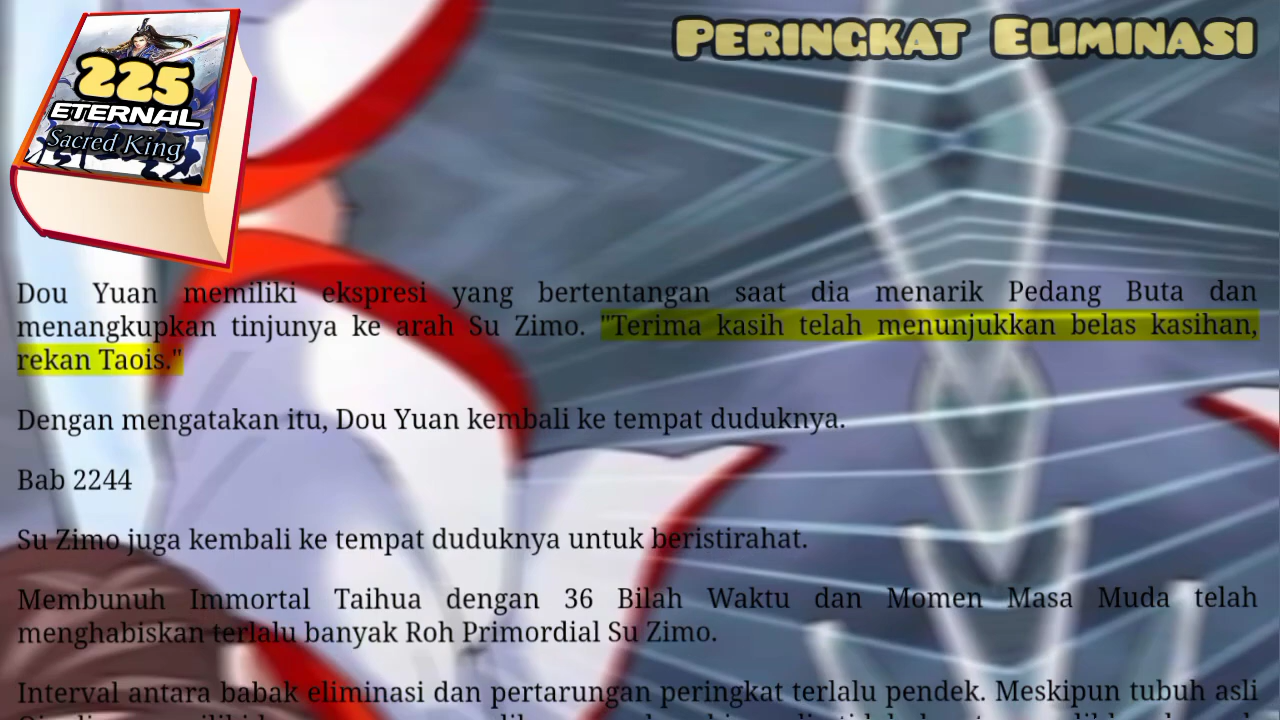 PERINGKAT ELIMINASI
225
ETERNAL
Sacred King
Dou Yuan memiliki ekspresi yang bertentangan saat dia menarik Pedang Buta dan
menangkupkan tinjunya ke arah Su Zimo. "Terima kasih telah menunjukkan belas kasihan,
rekan Taois."
Dengan mengatakan itu, Dou Yuan kembali ke tempat duduknya.
Bab 2244
Su Zimo juga kembali ke tempat duduknya untuk beristirahat.
Membunuh Immortal Taihua dengan 36 Bilah Waktu dan Momen Masa Muda telah
menghabiskan terlalu banyak Roh Primordial Su Zimo.
Interval antara babak eliminasi dan pertarungan peringkat terlalu pendek. Meskipun tubuh asli